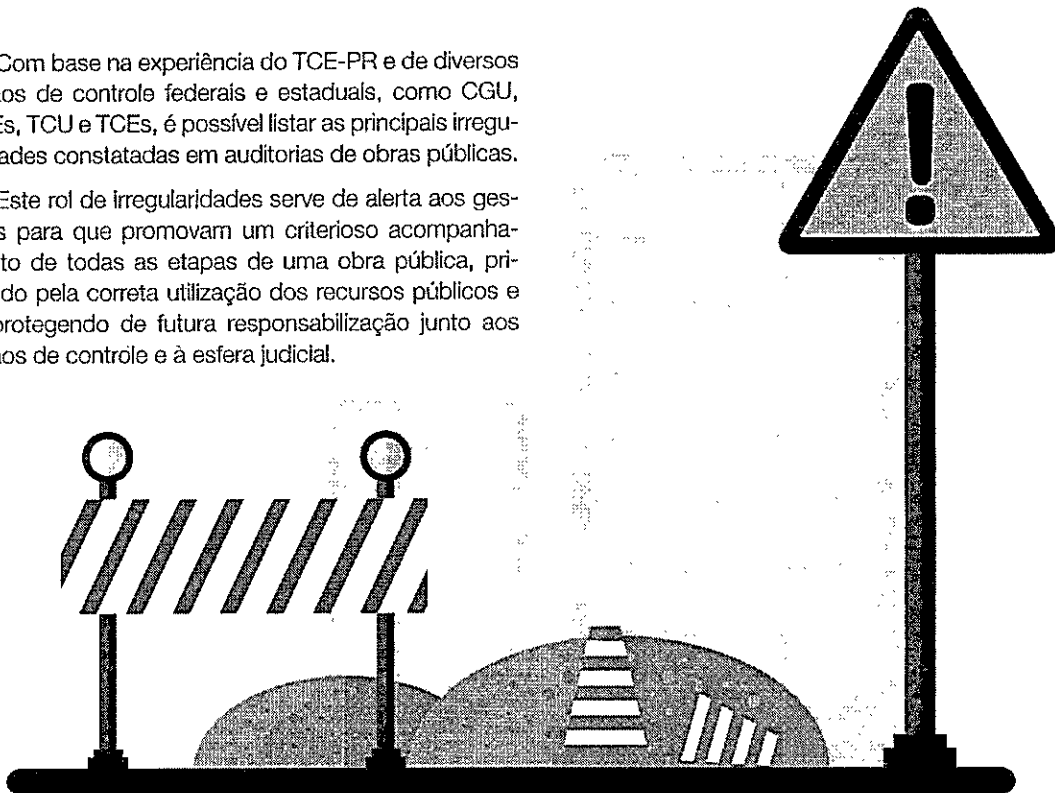 Com base na experiência do TCE-PR e de diversos
os de controle federais e estaduais, como CGU,
Es, TCU e TCEs, é possível listar as principais irregu-
ades constatadas em auditorias de obras públicas.
Este rol de irregularidades serve de alerta aos ges-
s para que promovam um criterioso acompanha-
to de todas as etapas de uma obra pública, pri-
do pela correta utilização dos recursos públicos e
protegendo de futura responsabilização junto aos
os de controle e à esfera judicial.
!